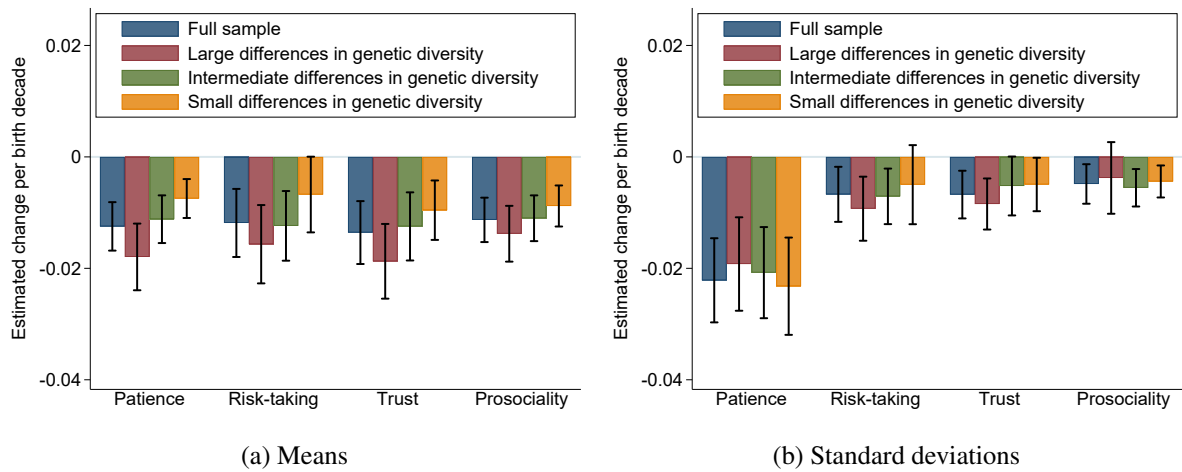 Estimated change per birth decade
0.02
0
-0.02
-0.04
Full sample
Large differences in genetic diversity
Intermediate differences in genetic diversity
Small differences in genetic diversity
Patience Risk-taking Trust Prosociality
(a) Means
Estimated change per birth decade
0.02
0
-0.02
-0.04
Full sample
Large differences in genetic diversity
Intermediate differences in genetic diversity
Small differences in genetic diversity
Patience Risk-taking Trust Prosociality
(b) Standard deviations